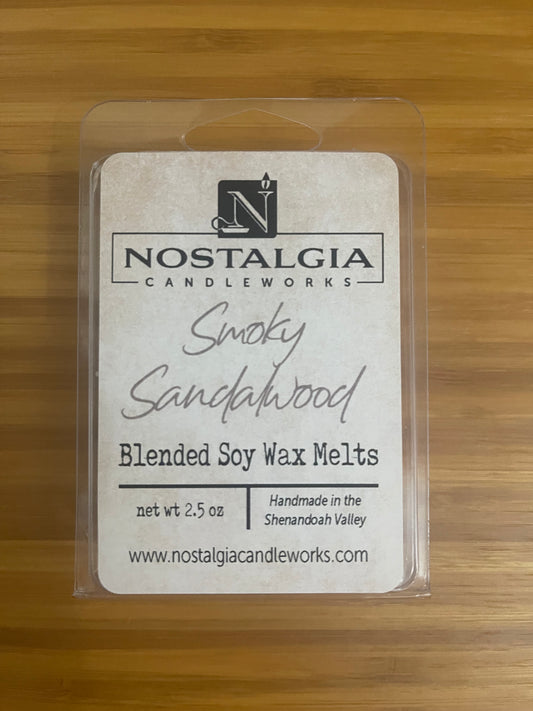 N
NOSTALGIA
CANDLEWORKS
Smoky
Sandalwood
Blended Soy Wax Melts
net wt 2.5 oz
Handmade in the
Shenandoah Valley
www.nostalgiacandleworks.com